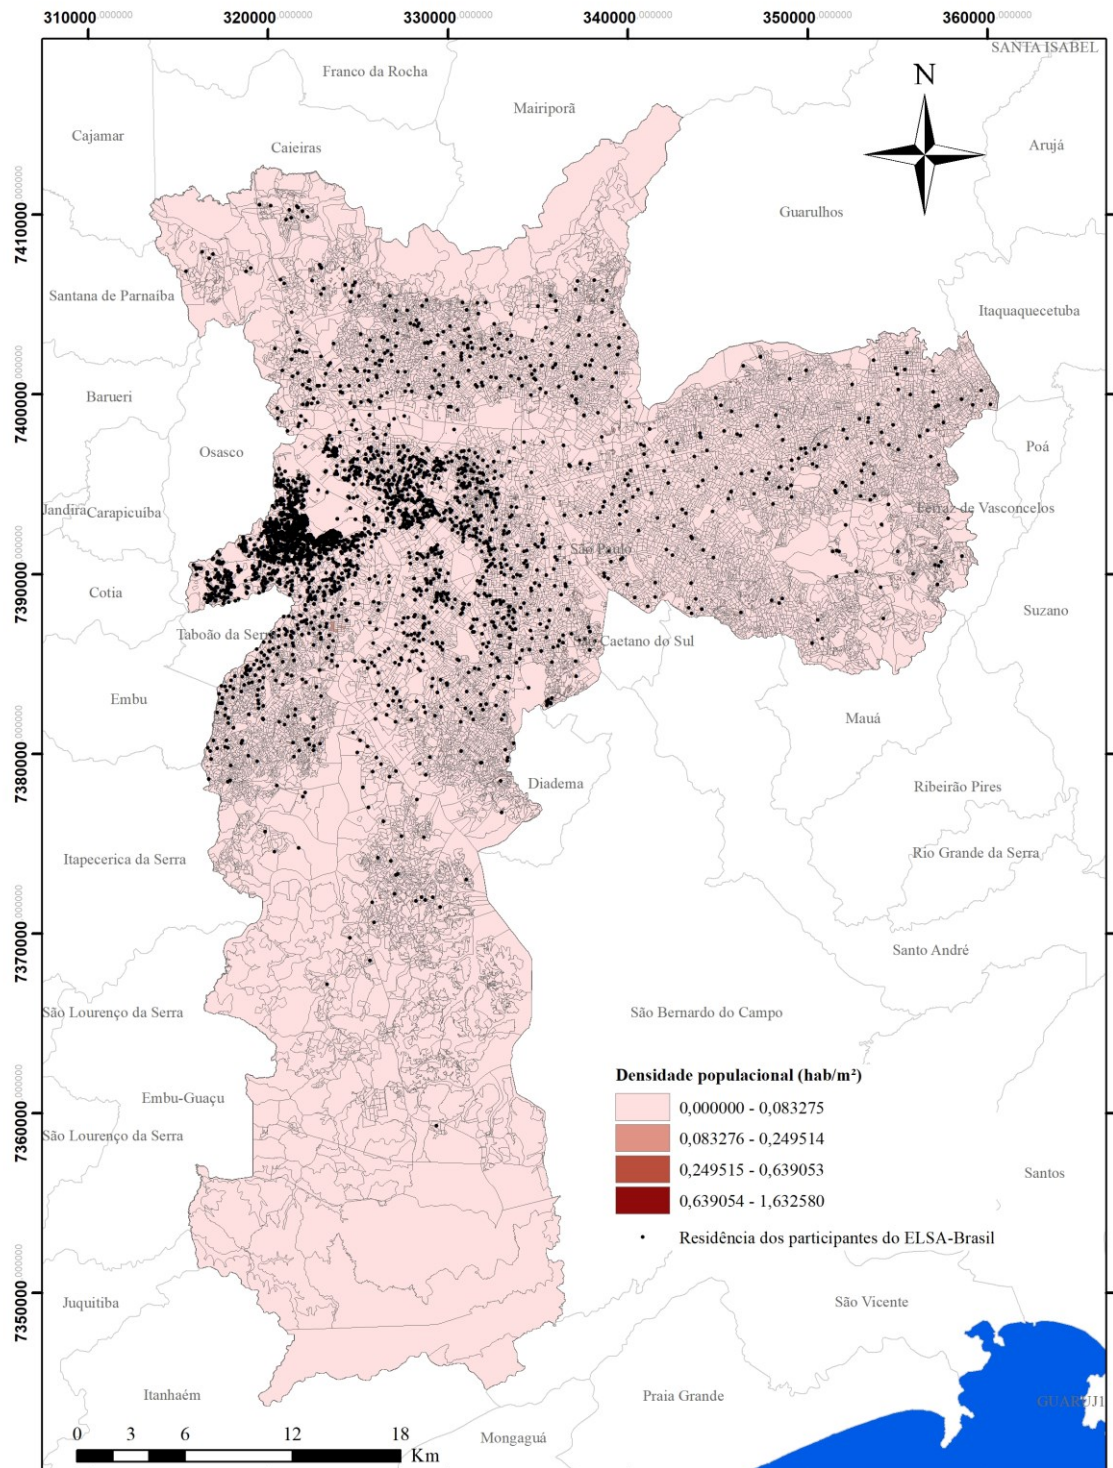 310000,000000 320000,000000 330000,000000 340000,000000 350000,000000 360000,000000
SANTA ISABEL
Franco da Rocha
N
Mairiporã
Cajamar
Arujá
Caieiras
7410000,000000
Guarulhos
Santana de Parnaíba
Itaquaquecetuba
Barueri
7400000,000000
Osasco
Poá
Jandira
Carapicuíba
Ferraz de Vasconcelos
São Paulo
7390000,000000
Cotia
Suzano
Taboão da Serra
São Caetano do Sul
Embu
Mauá
7380000,000000
Diadema
Ribeirão Pires
Itapecerica da Serra
Rio Grande da Serra
7370000,000000
Santo André
São Lourenço da Serra
São Bernardo do Campo
Densidade populacional (hab/m²)
Embu-Guaçu
0,000000 - 0,083275
7360000,000000
São Lourenço da Serra
0,083276 - 0,249514
0,249515 - 0,639053
Santos
0,639054 - 1,632580
Residência dos participantes do ELSA-Brasil
7350000,000000
Juquitiba
São Vicente
Itanhaém
Praia Grande
GUARUJ1
Mongaguá
0 3 6 12 18
Km